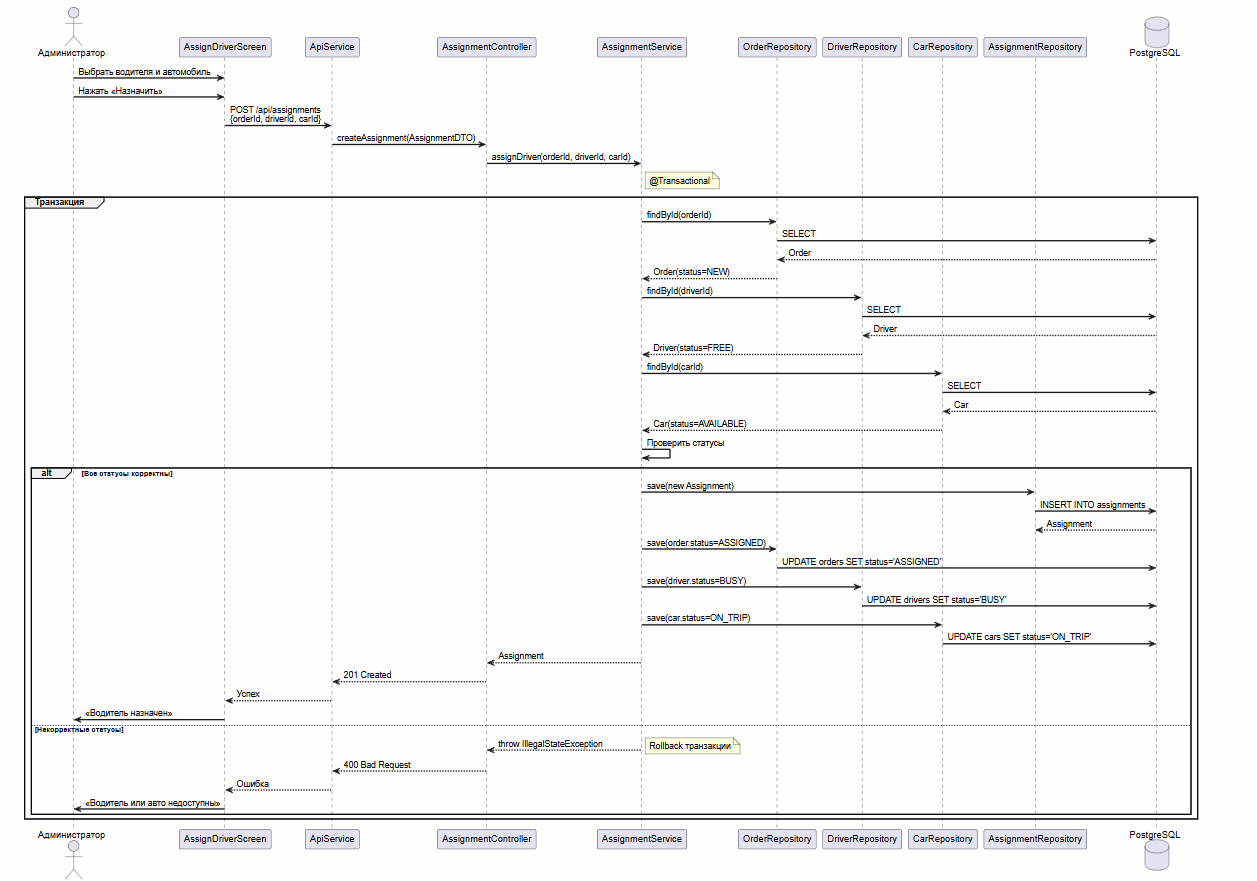 Администратор
AssignDriverScreen
ApiService
AssignmentController
AssignmentService
OrderRepository
DriverRepository
CarRepository
AssignmentRepository
PostgreSQL
Выбрать водителя и автомобиль
Нажать «Назначить»
POST /api/assignments
{orderId, driverId, carId}
createAssignment(AssignmentDTO)
assignDriver(orderId, driverId, carId)
@Transactional
Транзакция
findById(orderId)
SELECT
Order
Order(status=NEW)
findById(driverId)
SELECT
Driver
Driver(status=FREE)
findById(carId)
SELECT
Car
Car(status=AVAILABLE)
Проверить статусы
alt
[Все статусы корректны]
save(new Assignment)
INSERT INTO assignments
Assignment
save(order.status=ASSIGNED)
UPDATE orders SET status='ASSIGNED'
save(driver.status=BUSY)
UPDATE drivers SET status='BUSY'
save(car.status=ON_TRIP)
UPDATE cars SET status='ON_TRIP'
Assignment
201 Created
Успех
«Водитель назначен»
[Некорректные статусы]
throw IllegalStateException
Rollback транзакции
400 Bad Request
Ошибка
«Водитель или авто недоступны»
Администратор
AssignDriverScreen
ApiService
AssignmentController
AssignmentService
OrderRepository
DriverRepository
CarRepository
AssignmentRepository
PostgreSQL